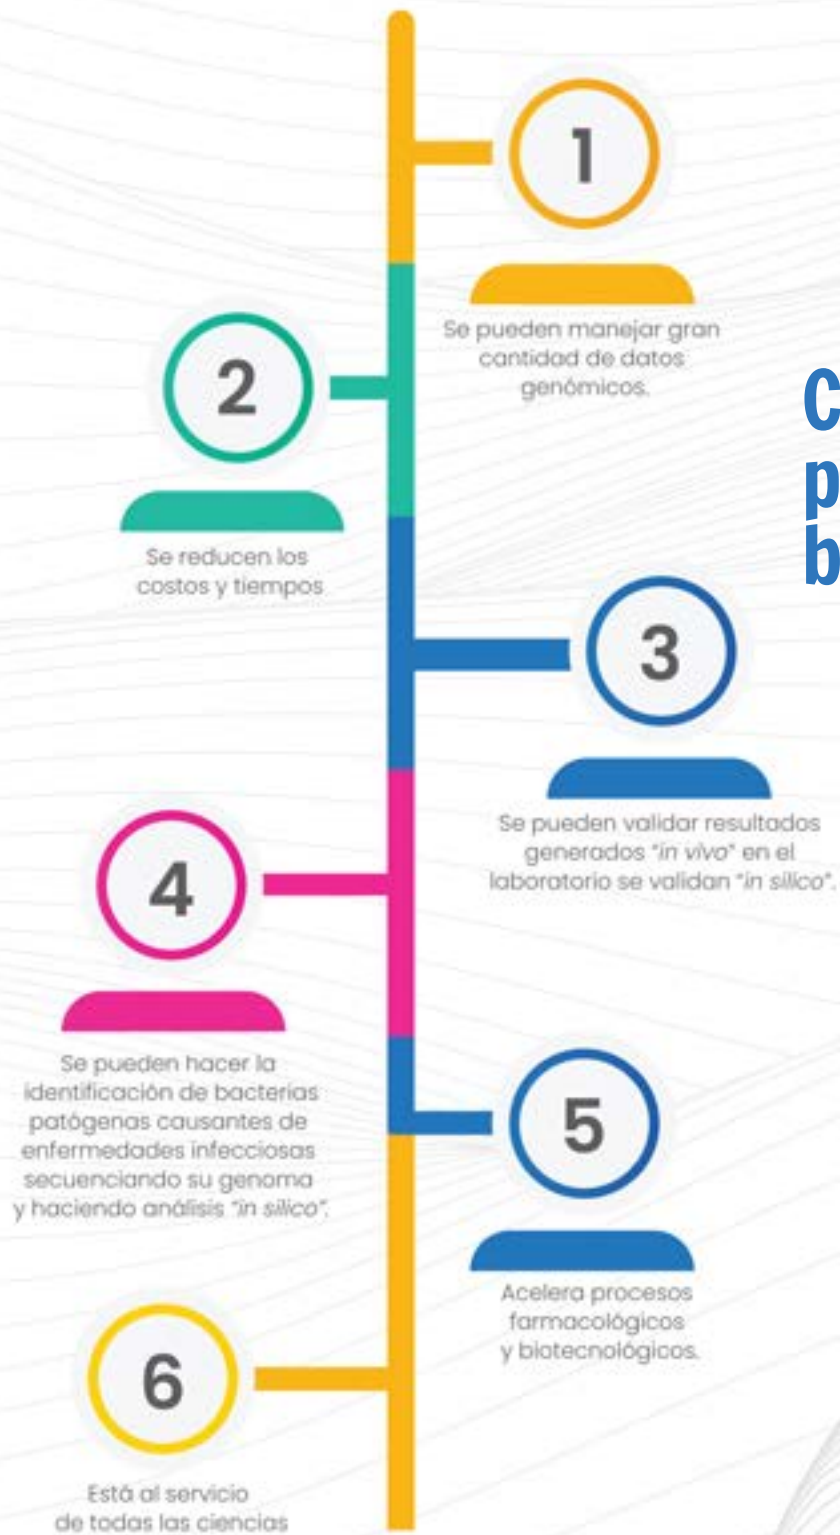 1
Se pueden manejar gran
cantidad de datos
genómicos.
2
Se reducen los
costos y tiempos
C
p
b
3
Se pueden validar resultados
generados "in vivo" en el
laboratorio se validan "in silico".
4
Se pueden hacer la
identificación de bacterias
patógenas causantes de
enfermedades infecciosas
secuenciando su genoma
y haciendo análisis "in silico".
5
Acelera procesos
farmacológicos
y biotecnológicos.
6
Está al servicio
de todas las ciencias